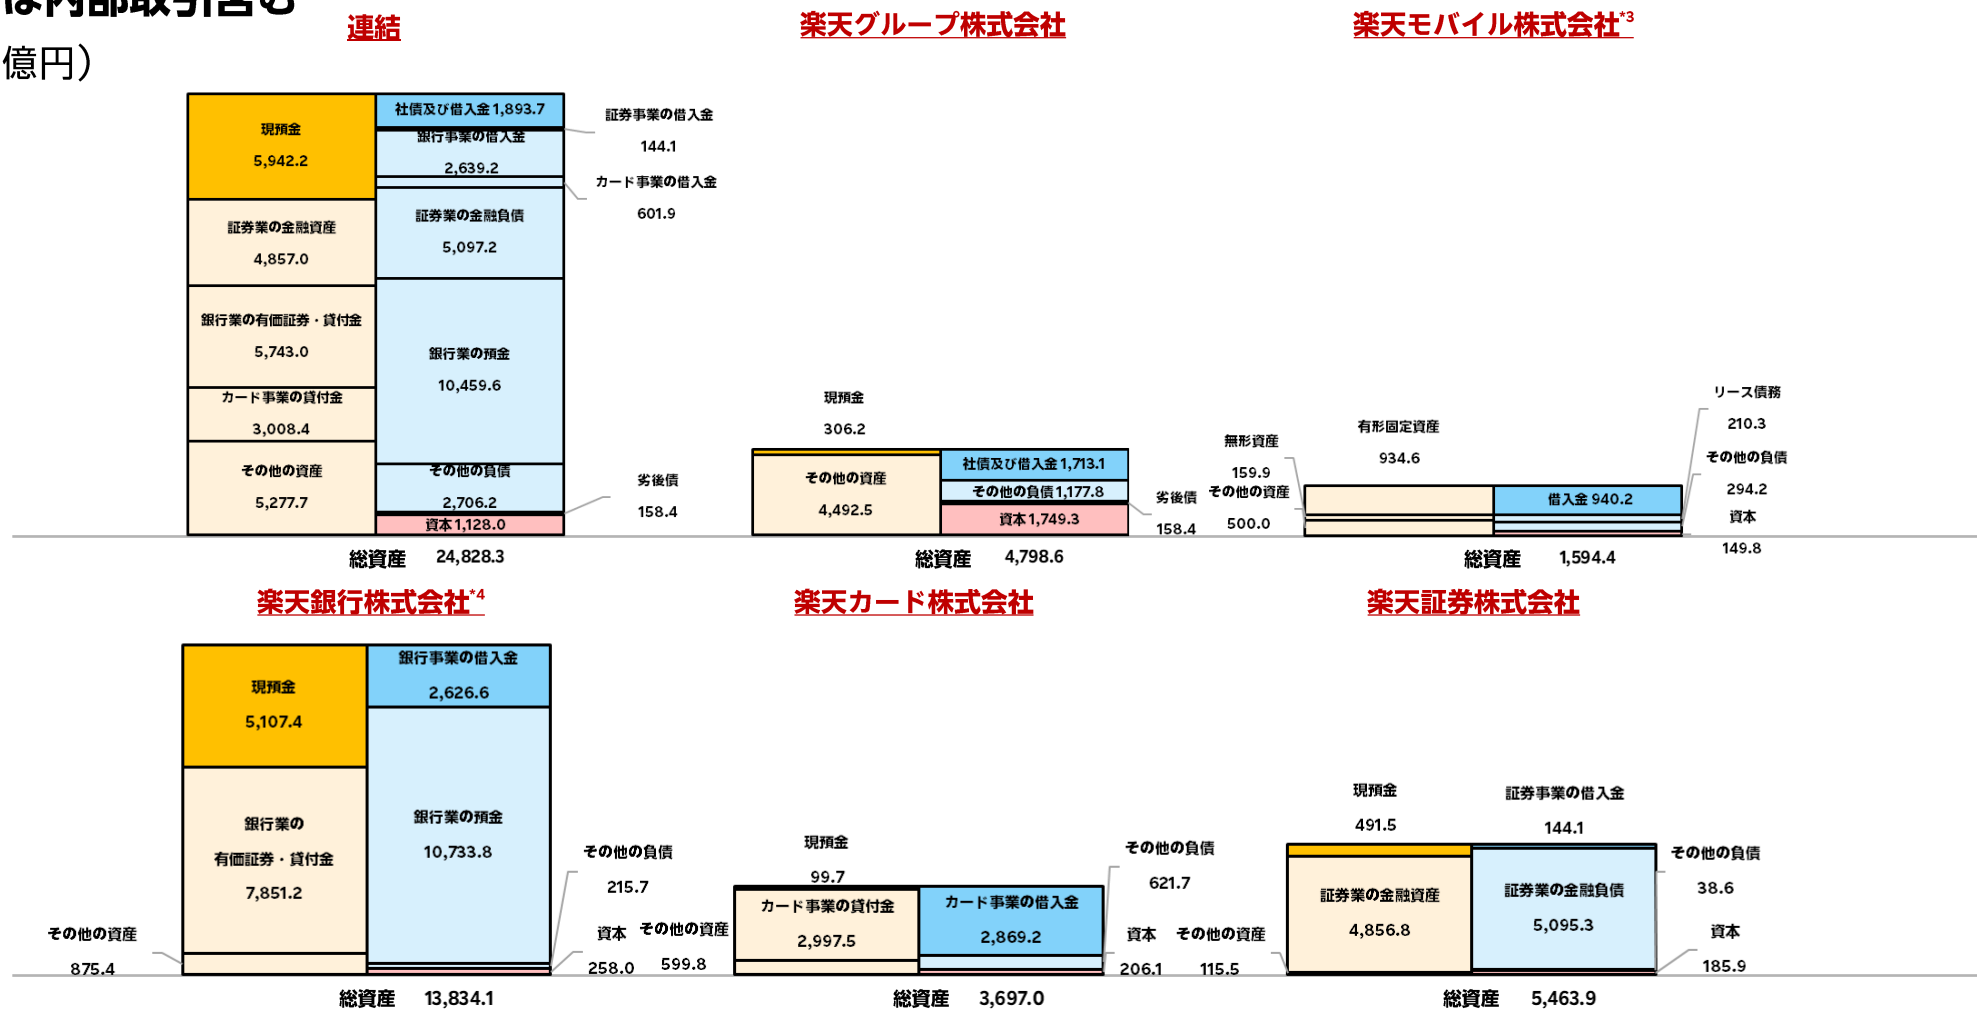 は内部取引含む
億円）
連結
現預金
5,942.2
証券業の金融資産
4,857.0
銀行業の有価証券・貸付金
5,743.0
カード事業の貸付金
3,008.4
その他の資産
5,277.7
社債及び借入金 1,893.7
証券事業の借入金
144.1
銀行事業の借入金
2,639.2
カード事業の借入金
601.9
証券業の金融負債
5,097.2
銀行業の預金
10,459.6
その他の負債
2,706.2
劣後債
158.4
資本 1,128.0
総資産 24,828.3
楽天グループ株式会社
現預金
306.2
その他の資産
4,492.5
社債及び借入金 1,713.1
その他の負債 1,177.8
劣後債
158.4
資本 1,749.3
総資産 4,798.6
楽天モバイル株式会社*3
有形固定資産
934.6
無形資産
159.9
その他の資産
500.0
借入金 940.2
リース債務
210.3
その他の負債
294.2
資本
149.8
総資産 1,594.4
楽天銀行株式会社*4
現預金
5,107.4
銀行業の
有価証券・貸付金
7,851.2
その他の資産
875.4
銀行事業の借入金
2,626.6
銀行業の預金
10,733.8
その他の負債
215.7
資本
258.0
総資産 13,834.1
楽天カード株式会社
現預金
99.7
カード事業の貸付金
2,997.5
その他の資産
599.8
カード事業の借入金
2,869.2
その他の負債
621.7
資本
206.1
総資産 3,697.0
楽天証券株式会社
現預金
491.5
証券業の金融資産
4,856.8
その他の資産
115.5
証券事業の借入金
144.1
証券業の金融負債
5,095.3
その他の負債
38.6
資本
185.9
総資産 5,463.9